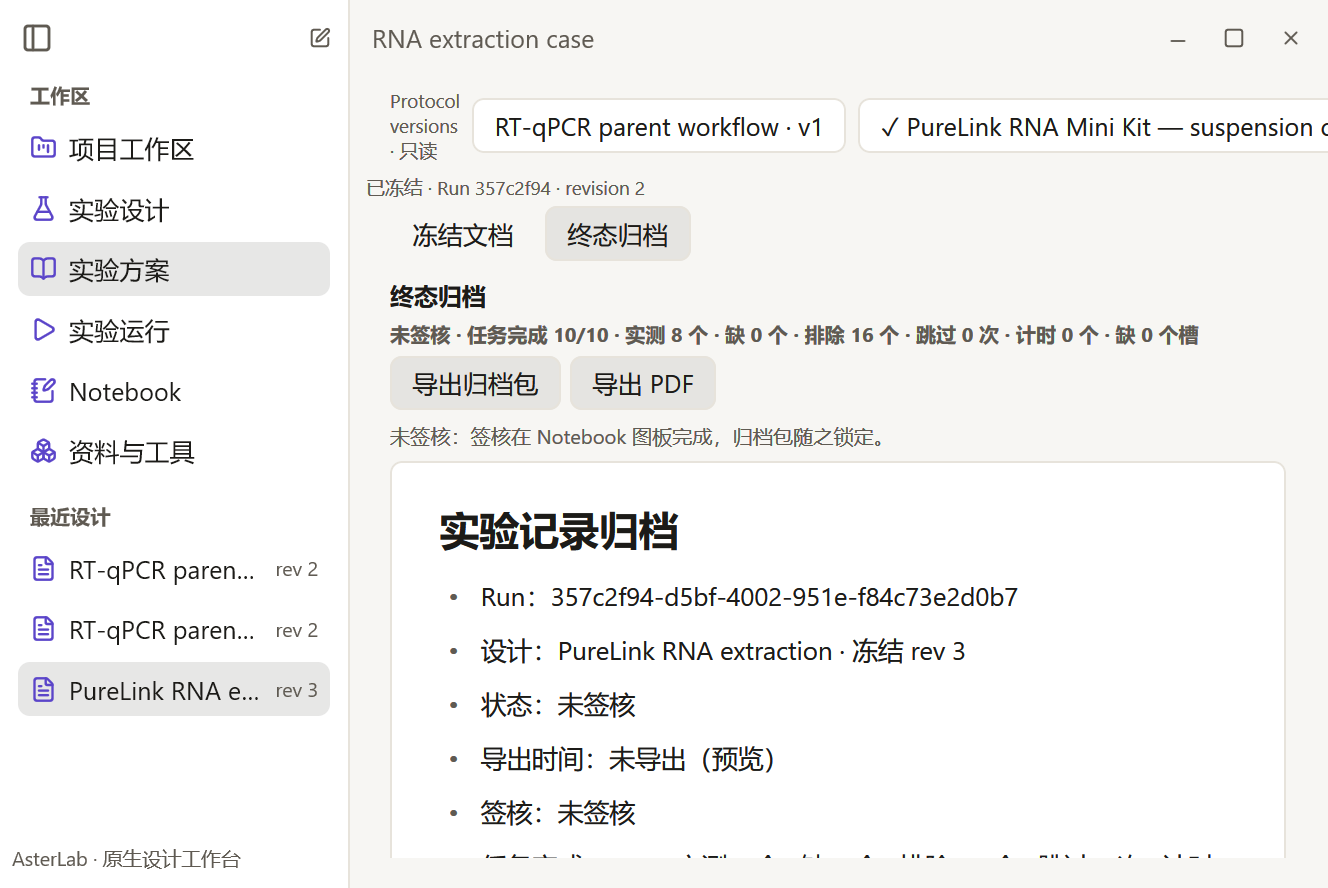 RNA extraction case
工作区
项目工作区
实验设计
实验方案
实验运行
Notebook
资料与工具
最近设计
RT-qPCR paren... rev 2
RT-qPCR paren... rev 2
PureLink RNA e... rev 3
AsterLab · 原生设计工作台
Protocol
versions
· 只读
RT-qPCR parent workflow · v1
✓ PureLink RNA Mini Kit — suspension
已冻结 · Run 357c2f94 · revision 2
冻结文档 终态归档
终态归档
未签核 · 任务完成 10/10 · 实测 8 个 · 缺 0 个 · 排除 16 个 · 跳过 0 次 · 计时 0 个 · 缺 0 个槽
导出归档包 导出 PDF
未签核：签核在 Notebook 图板完成，归档包随之锁定。
实验记录归档
• Run：357c2f94-d5bf-4002-951e-f84c73e2d0b7
• 设计：PureLink RNA extraction · 冻结 rev 3
• 状态：未签核
• 导出时间：未导出（预览）
• 签核：未签核